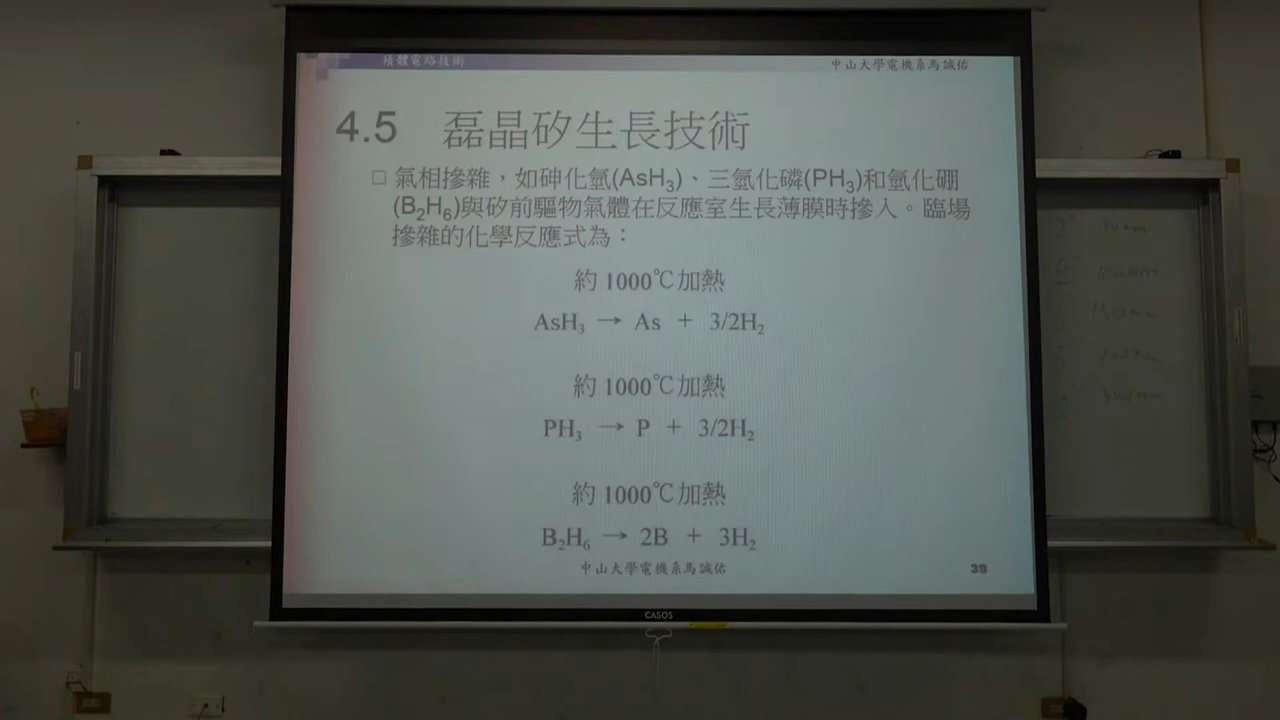 積體電路技術
中山大學電機系馬誠佑
4.5 磊晶矽生長技術
□ 氣相摻雜，如砷化氫(AsH₃)、三氫化磷(PH₃)和氫化硼
(B₂H₆)與矽前驅物氣體在反應室生長薄膜時摻入。臨場
摻雜的化學反應式為：
約 1000℃加熱
AsH₃ → As + 3/2H₂
約 1000℃加熱
PH₃ → P + 3/2H₂
約 1000℃加熱
B₂H₆ → 2B + 3H₂
中山大學電機系馬誠佑
39
CASOS